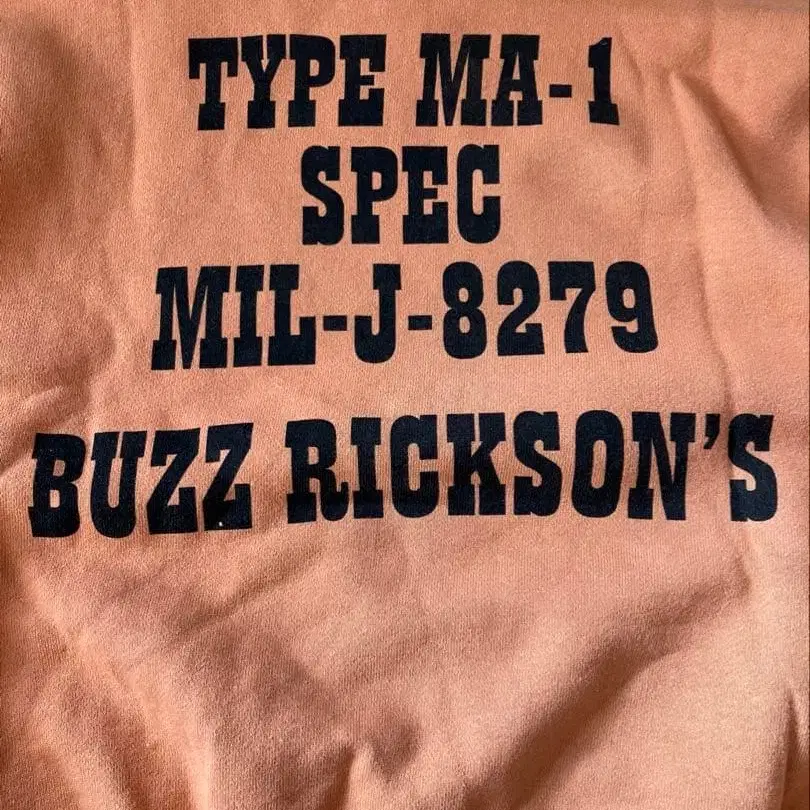 TYPE MA-1
SPEC
MIL-J-8279
BUZZ RICKSON'S